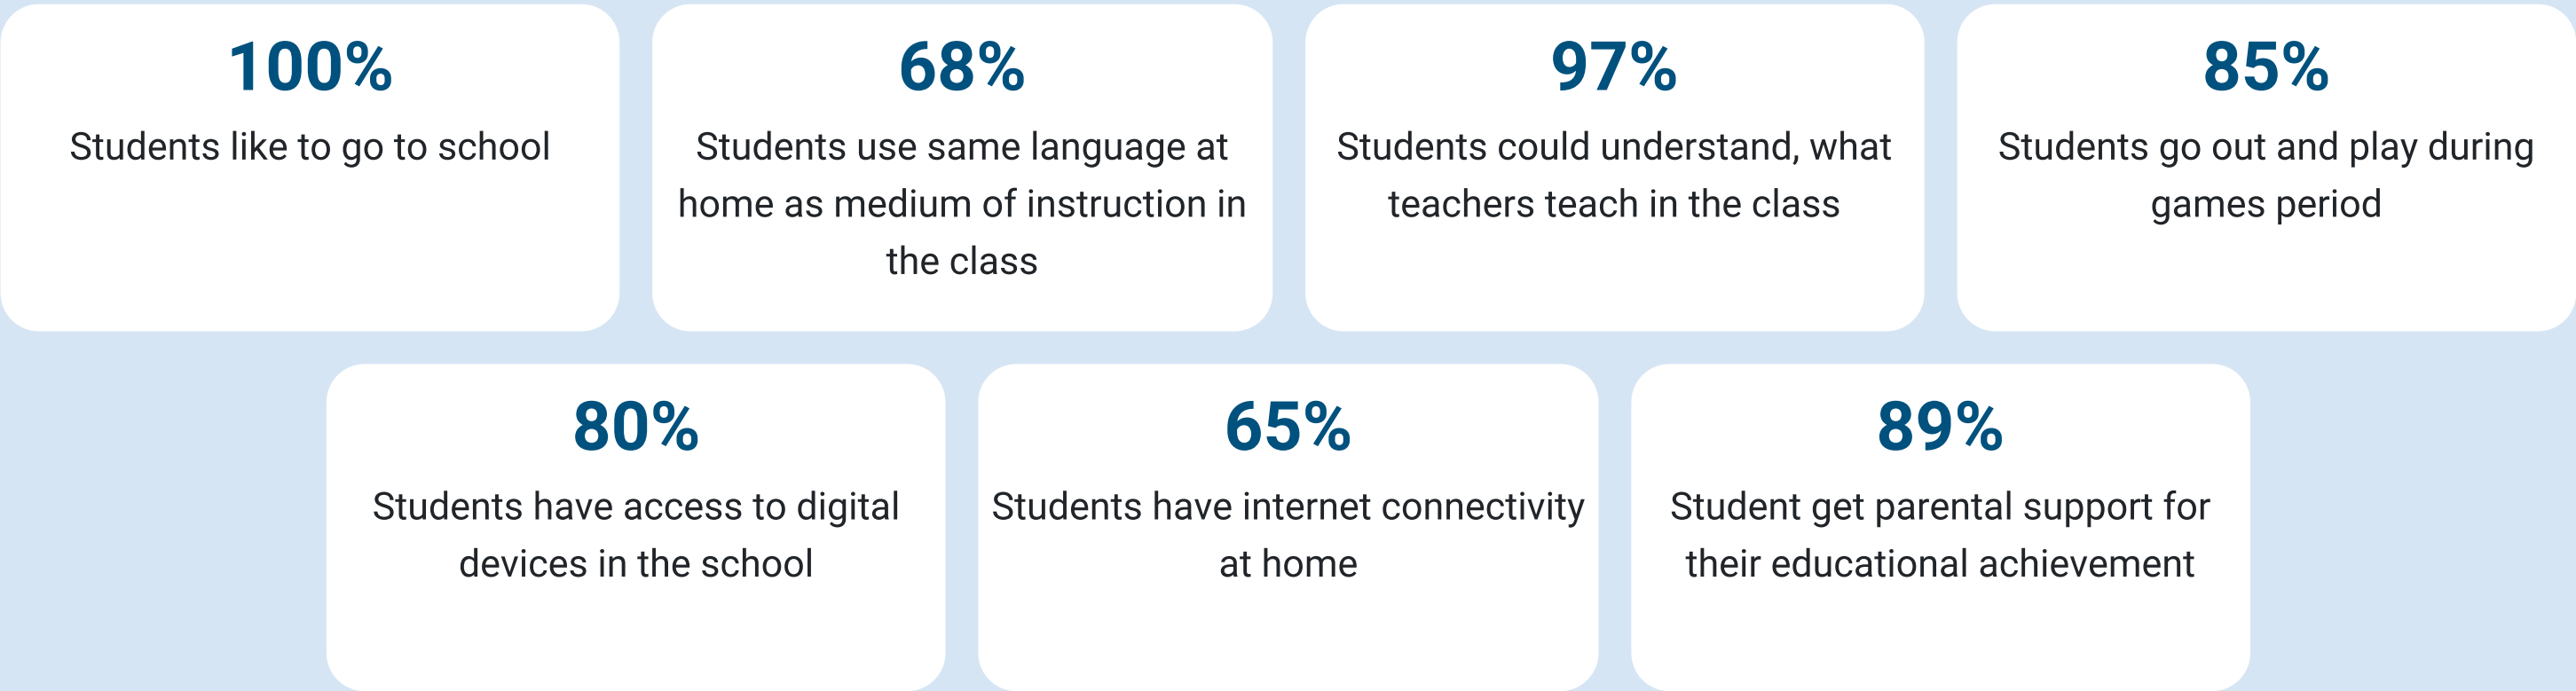 100%
Students like to go to school
68%
Students use same language at
home as medium of instruction in
the class
97%
Students could understand, what
teachers teach in the class
85%
Students go out and play during
games period
80%
Students have access to digital
devices in the school
65%
Students have internet connectivity
at home
89%
Student get parental support for
their educational achievement